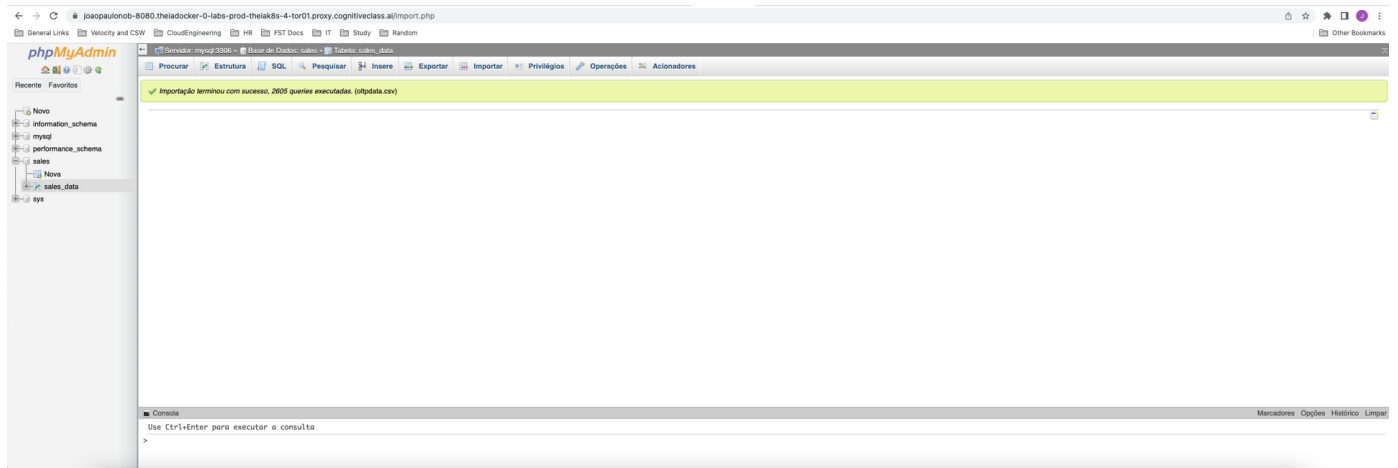 joaopaulonob-8080.theiadocker-0-labs-prod-theiak8s-4-tor01.proxy.cognitiveclass.ai/import.php
General Links Velocity and CSW CloudEngineering HR FST Docs IT Study Random Other Bookmarks
phpMyAdmin
Recente Favoritos
Novo
information_schema
mysql
performance_schema
sales
Nova
sales_data
sys
Servidor: mysql:3306 » Base de Dados: sales » Tabela: sales_data
Procurar Estrutura SQL Pesquisar Insere Exportar Importar Privilégios Operações Acionadores
Importação terminou com sucesso, 2605 queries executadas. (oltpdata.csv)
Consola Marcadores Opções Histórico Limpar
Use Ctrl+Enter para executar a consulta
>